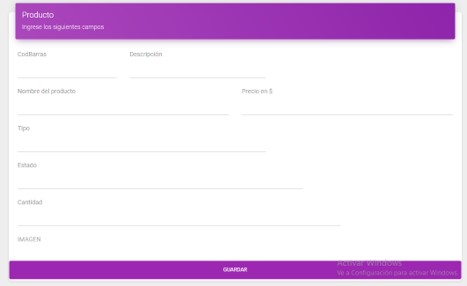 Producto
Ingrese los siguientes campos
CodBarras Descripción
Nombre del producto Precio en $
Tipo
Estado
Cantidad
IMAGEN
GUARDAR
Activar Windows
Ve a Configuración para activar Windows.